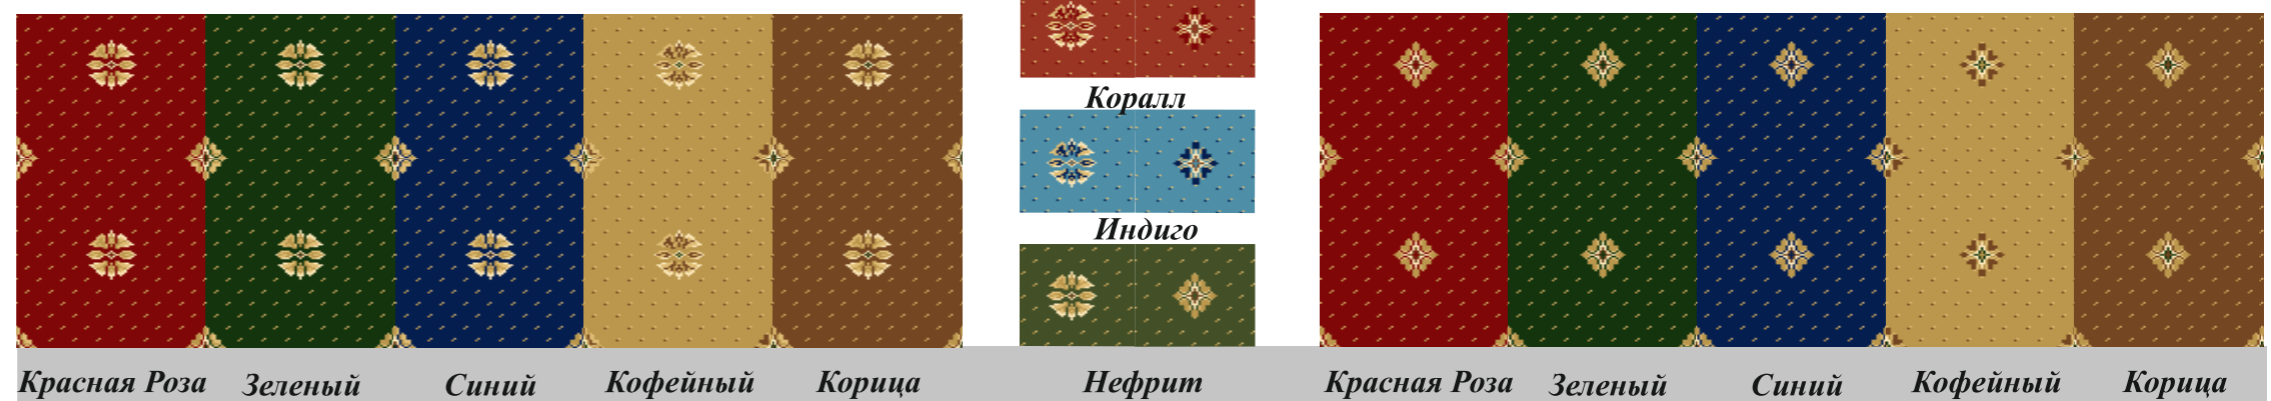 Коралл
Индиго
Красная Роза Зеленый Синий Кофейный Корица Нефрит Красная Роза Зеленый Синий Кофейный Корица